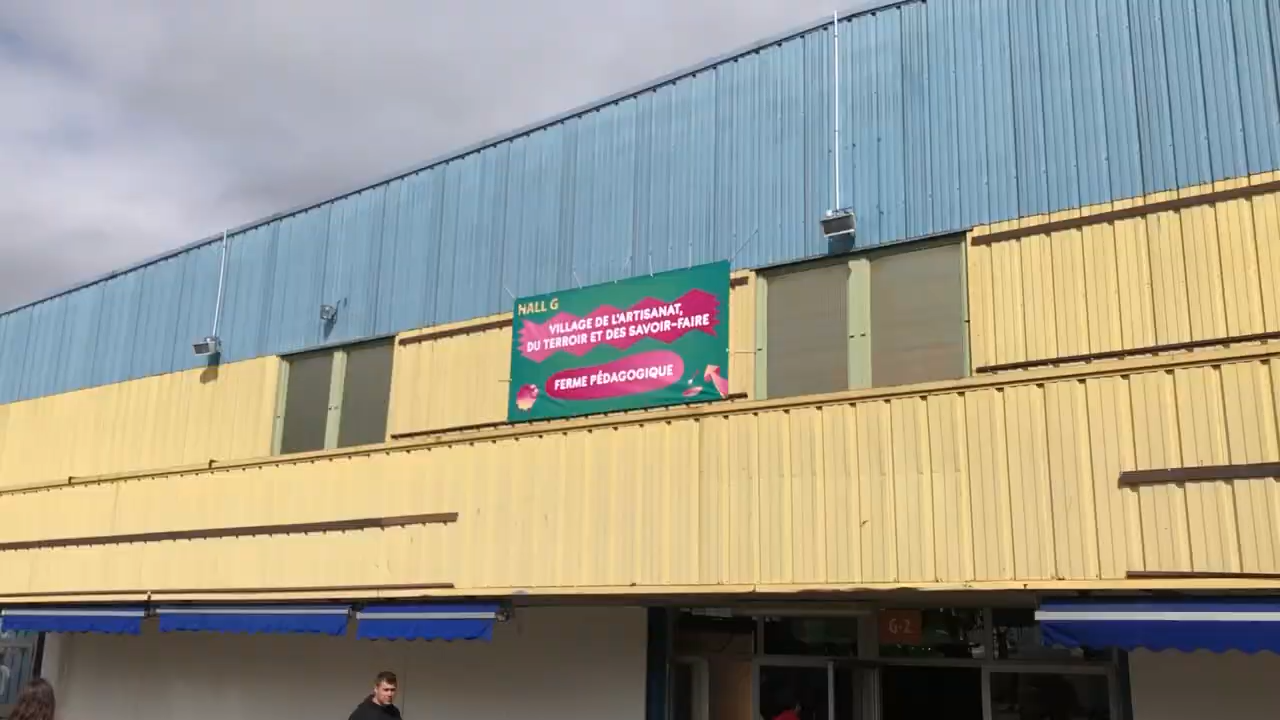 HALL G
VILLAGE DE L'ARTISANAT,
DU TERROIR ET DES SAVOIR-FAIRE
FERME PÉDAGOGIQUE
G-2